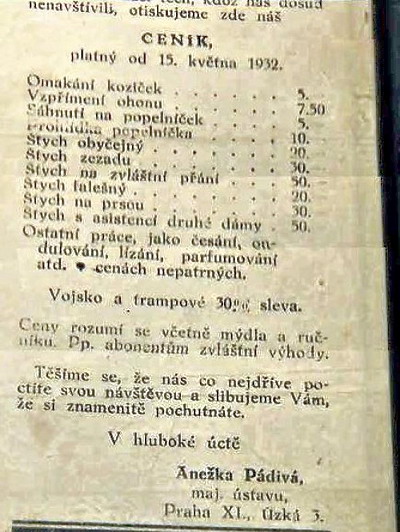 nenavštívili, otiskujeme zde náš
CENÍK,
platný od 15. května 1932.
Omakání koziček . . . . . 5.
Vzpřímení ohonu . . . . . 7.50
Sáhnutí na popelníček . . . 5.
Prohlídka popelníčka . . . 10.
Štych obyčejný . . . . . 20.
Štych zezadu . . . . . 30.
Štych na zvláštní přání . . . 50.
Štych falešný . . . . . 20.
Štych na prsou . . . . . 30.
Štych s asistencí druhé dámy . 50.
Ostatní práce, jako česání, on-
dulování, lízání, parfumování
atd. v cenách nepatrných.
Vojsko a trampové 30% sleva.
Ceny rozumí se včetně mýdla a ruč-
níku. Pp. abonentům zvláštní výhody.
Těšíme se, že nás co nejdříve po-
ctíte svou návštěvou a slibujeme Vám,
že si znamenitě pochutnáte.
V hluboké úctě
Anežka Pádivá,
maj. ústavu,
Praha XI., Úzká 3.